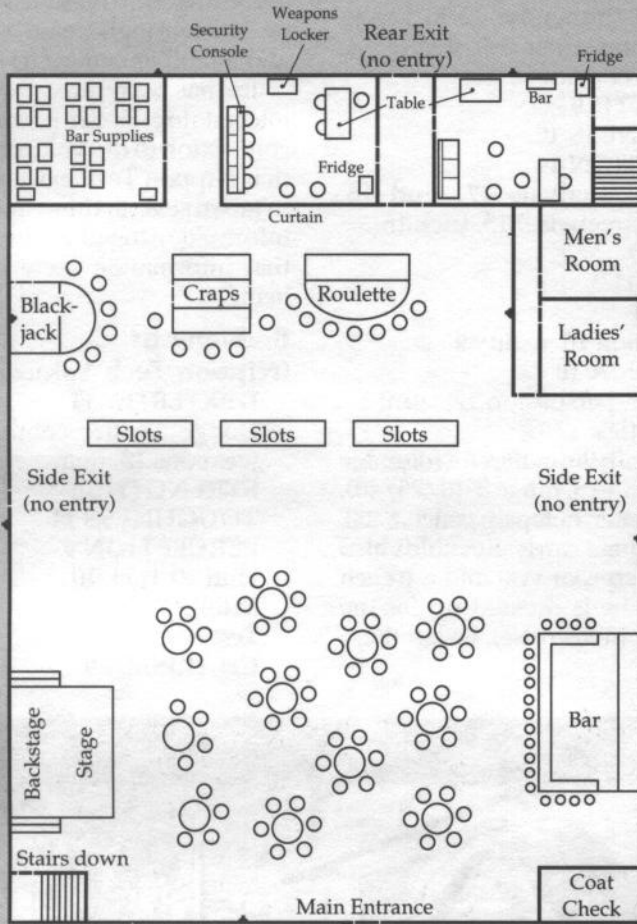 Weapons
Locker
Security
Console
Rear Exit
(no entry)
Fridge
Table
Bar
Bar Supplies
Fridge
Curtain
Men's
Room
Black-
jack
Craps
Roulette
Ladies'
Room
Slots
Slots
Slots
Side Exit
(no entry)
Side Exit
(no entry)
Backstage
Stage
Bar
Stairs down
Main Entrance
Coat
Check